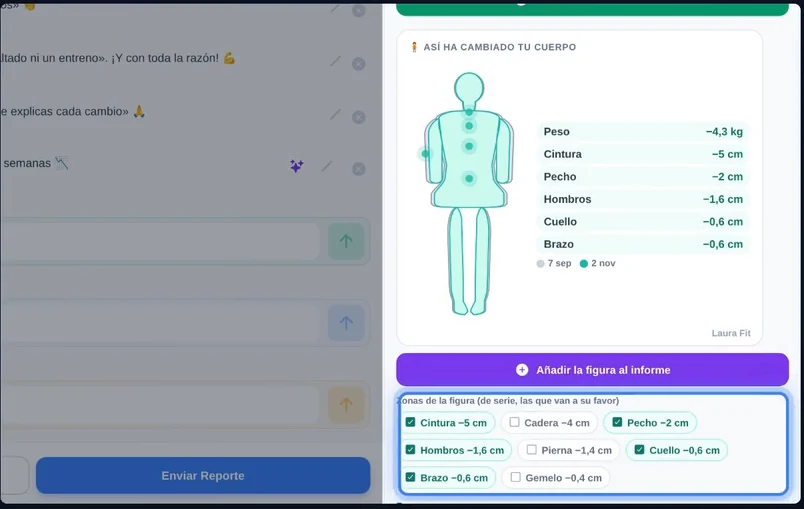 os» 👏
ltado ni un entreno». ¡Y con toda la razón! 💪
e explicas cada cambio» 🙏
semanas 📉
Enviar Reporte
🧍 ASÍ HA CAMBIADO TU CUERPO
Peso −4,3 kg
Cintura −5 cm
Pecho −2 cm
Hombros −1,6 cm
Cuello −0,6 cm
Brazo −0,6 cm
7 sep 2 nov
Laura Fit
Añadir la figura al informe
Zonas de la figura (de serie, las que van a su favor)
Cintura −5 cm Cadera −4 cm Pecho −2 cm
Hombros −1,6 cm Pierna −1,4 cm Cuello −0,6 cm
Brazo −0,6 cm Gemelo −0,4 cm